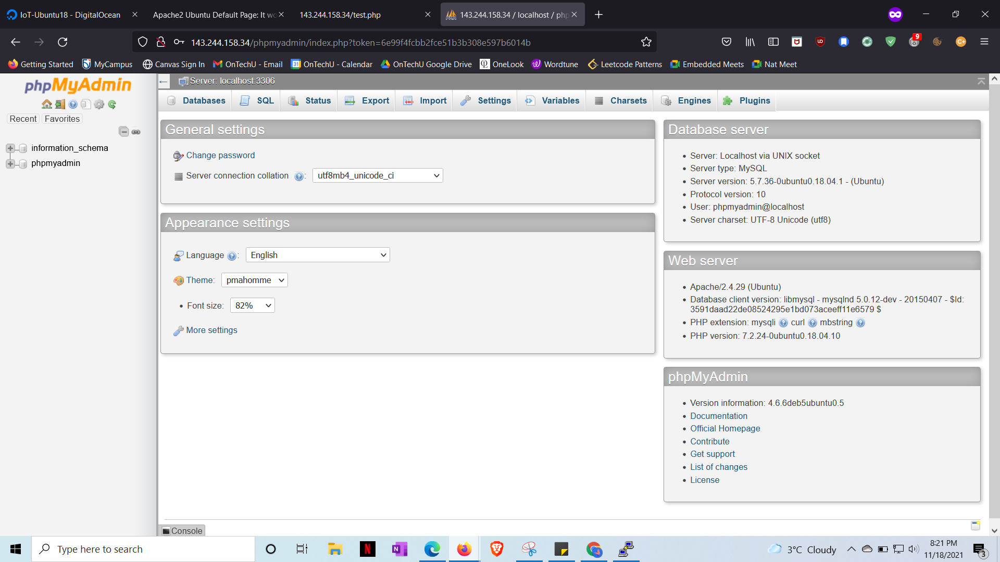 IoT-Ubuntu18 - DigitalOcean
Apache2 Ubuntu Default Page: It wo
143.244.158.34/test.php
143.244.158.34 / localhost / php
143.244.158.34/phpmyadmin/index.php?token=6e99f4fcbb2fce51b3b308e597b6014b
9
Getting Started
MyCampus
Canvas Sign In
OnTechU - Email
31
OnTechU - Calendar
OnTechU Google Drive
OneLook
Wordtune
Leetcode Patterns
Embedded Meets
Nat Meet
phpMyAdmin
Recent
Favorites
information_schema
phpmyadmin
Server: localhost:3306
Databases
SQL
Status
Export
Import
Settings
Variables
Charsets
Engines
Plugins
General settings
Change password
Server connection collation :
utf8mb4_unicode_ci
Appearance settings
Language :
English
Theme:
pmahomme
Font size:
82%
More settings
Database server
Server: Localhost via UNIX socket
Server type: MySQL
Server version: 5.7.36-0ubuntu0.18.04.1 - (Ubuntu)
Protocol version: 10
User: phpmyadmin@localhost
Server charset: UTF-8 Unicode (utf8)
Web server
Apache/2.4.29 (Ubuntu)
Database client version: libmysql - mysqlnd 5.0.12-dev - 20150407 - $Id:
3591daad22de08524295e1bd073aceeff11e6579 $
PHP extension: mysqli curl mbstring
PHP version: 7.2.24-0ubuntu0.18.04.10
phpMyAdmin
Version information: 4.6.6deb5ubuntu0.5
Documentation
Official Homepage
Contribute
Get support
List of changes
License
Console
Type here to search
3°C Cloudy
8:21 PM
11/18/2021
3